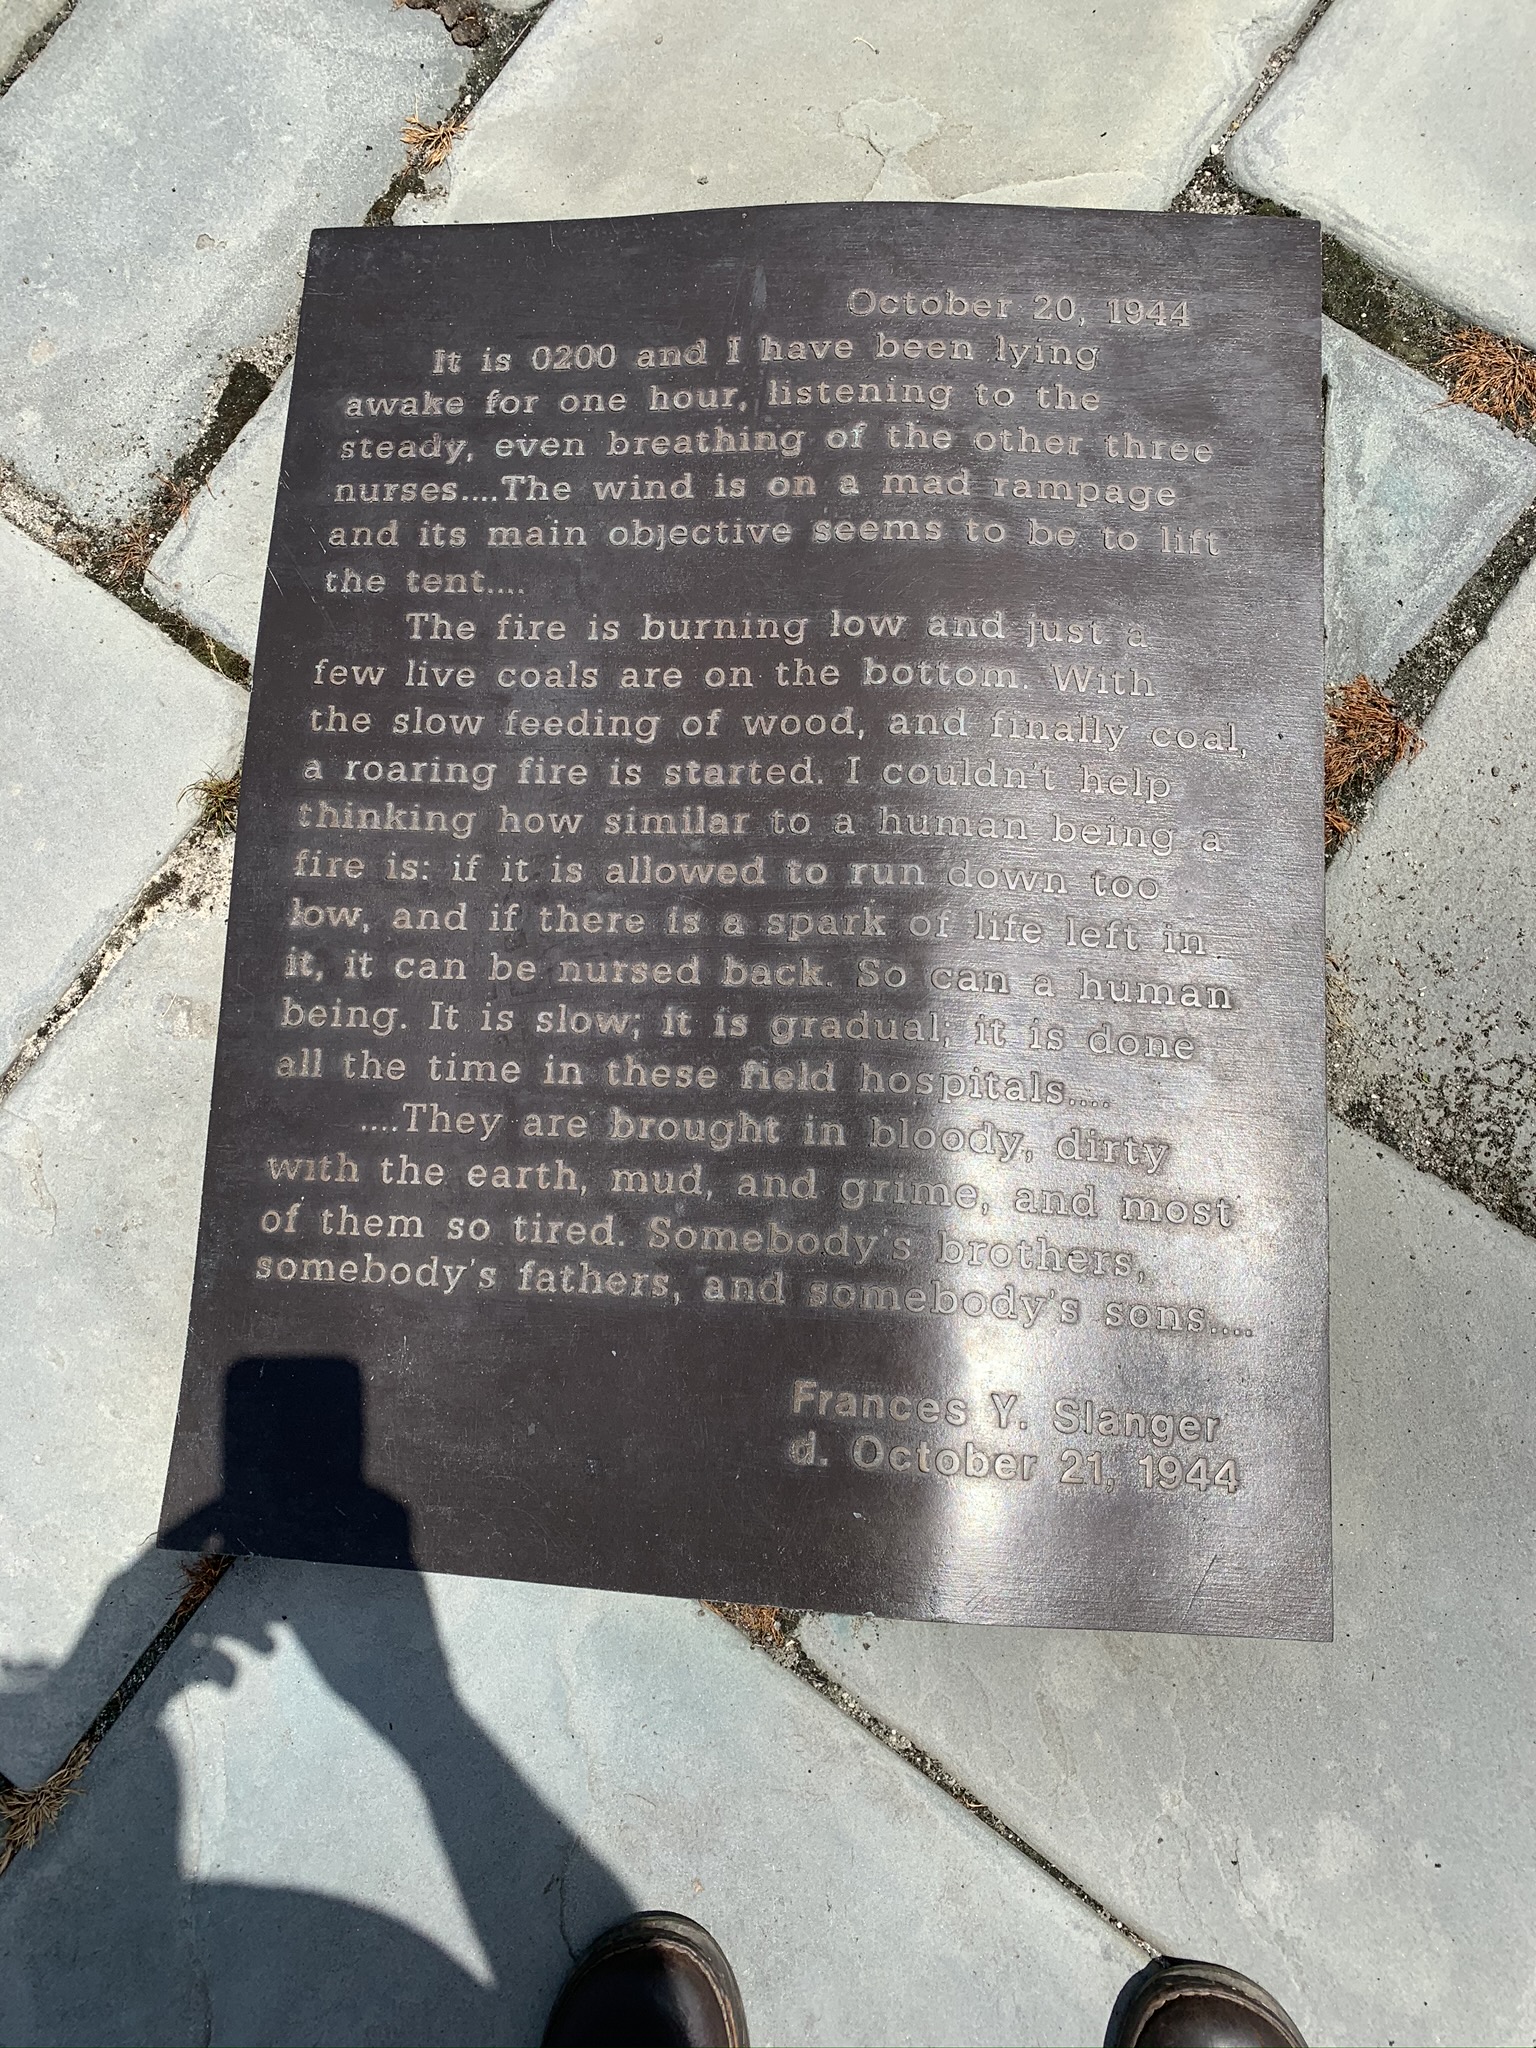 October 20, 1944
It is 0200 and I have been lying
awake for one hour, listening to the
steady, even breathing of the other three
nurses....The wind is on a mad rampage
and its main objective seems to be to lift
the tent....
The fire is burning low and just a
few live coals are on the bottom. With
the slow feeding of wood, and finally coal,
a roaring fire is started. I couldn't help
thinking how similar to a human being a
fire is: if it is allowed to run down too
low, and if there is a spark of life left in
it, it can be nursed back. So can a human
being. It is slow; it is gradual; it is done
all the time in these field hospitals....
....They are brought in bloody, dirty
with the earth, mud, and grime, and most
of them so tired. Somebody's brothers,
somebody's fathers, and somebody's sons....
Frances Y. Slanger
d. October 21, 1944